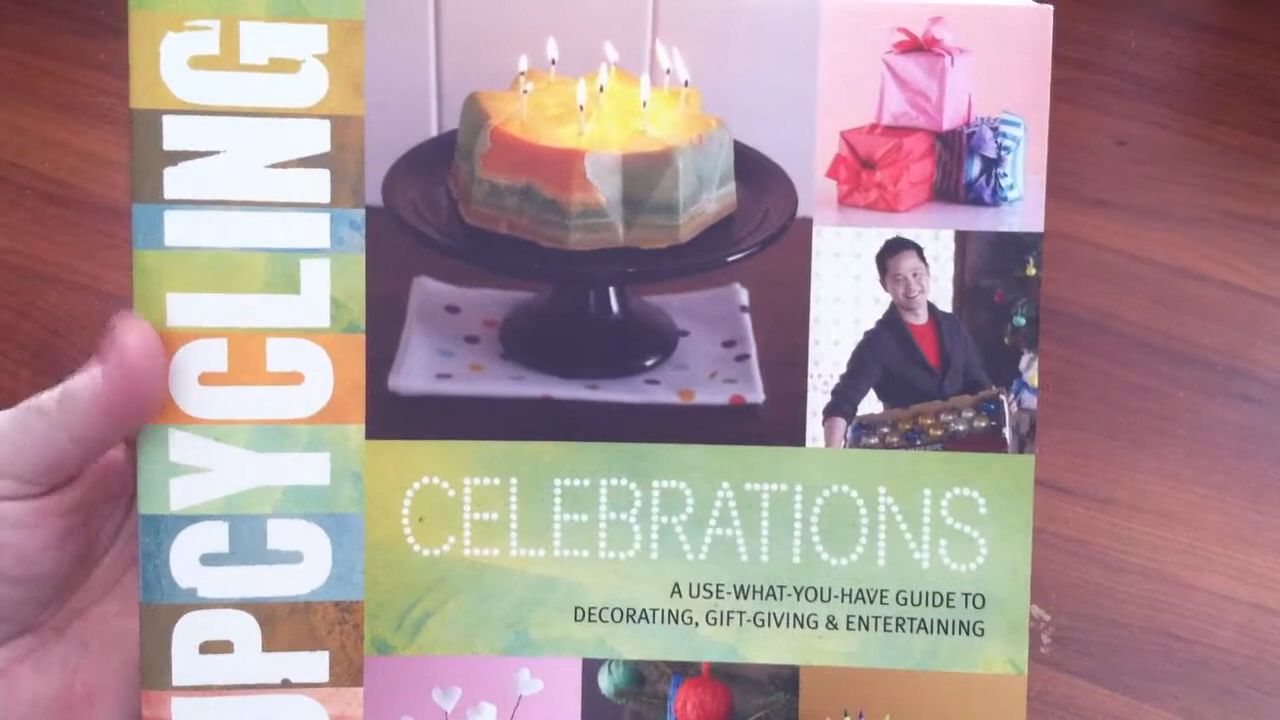 UPCYCLING
CELEBRATIONS
A USE-WHAT-YOU-HAVE GUIDE TO
DECORATING, GIFT-GIVING & ENTERTAINING